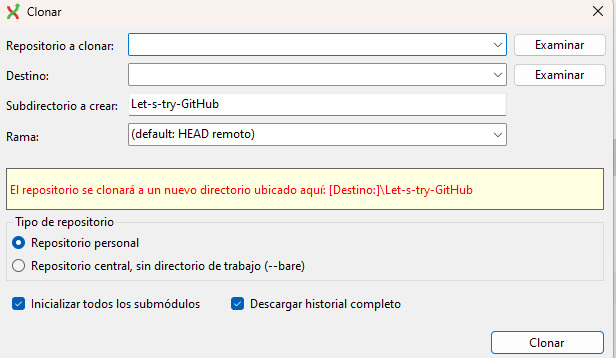 Clonar
Repositorio a clonar:
Examinar
Destino:
Examinar
Subdirectorio a crear:
Let-s-try-GitHub
Rama:
(default: HEAD remoto)
El repositorio se clonará a un nuevo directorio ubicado aquí: [Destino:]\Let-s-try-GitHub
Tipo de repositorio
Repositorio personal
Repositorio central, sin directorio de trabajo (--bare)
Inicializar todos los submódulos
Descargar historial completo
Clonar